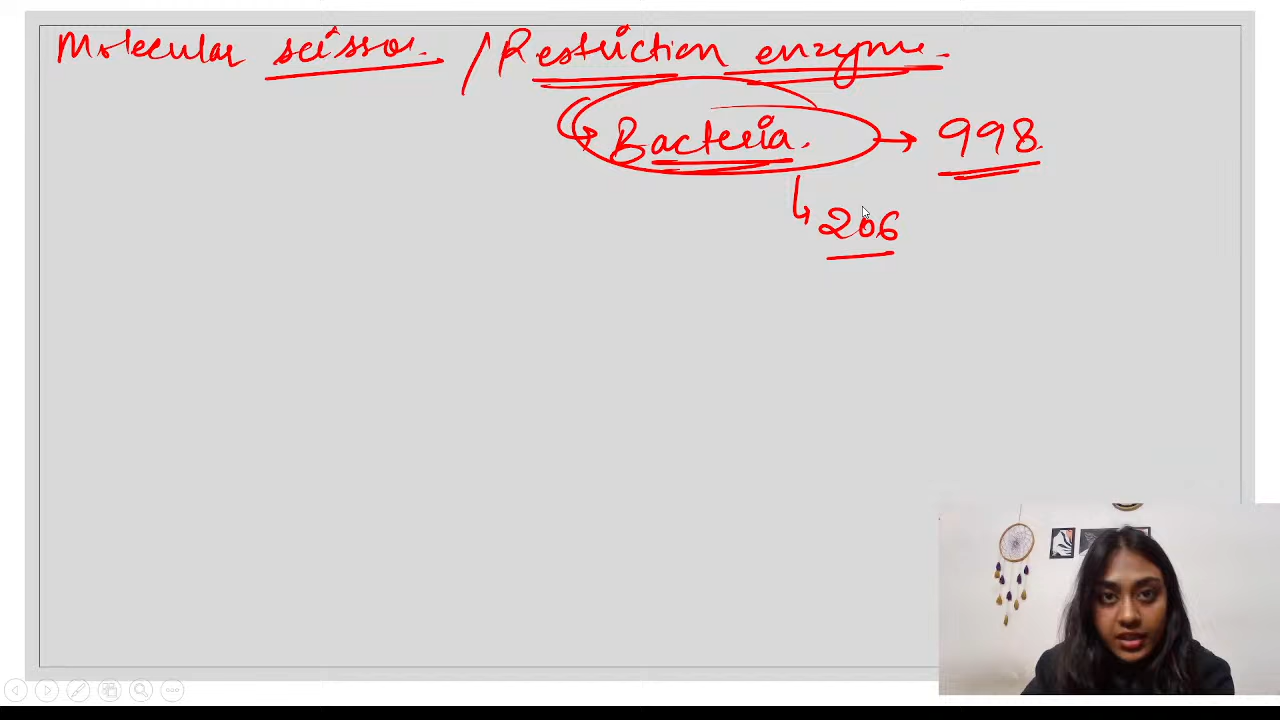 Molecular scissor. / Restriction enzyme.
Bacteria. → 998.
↳ 206